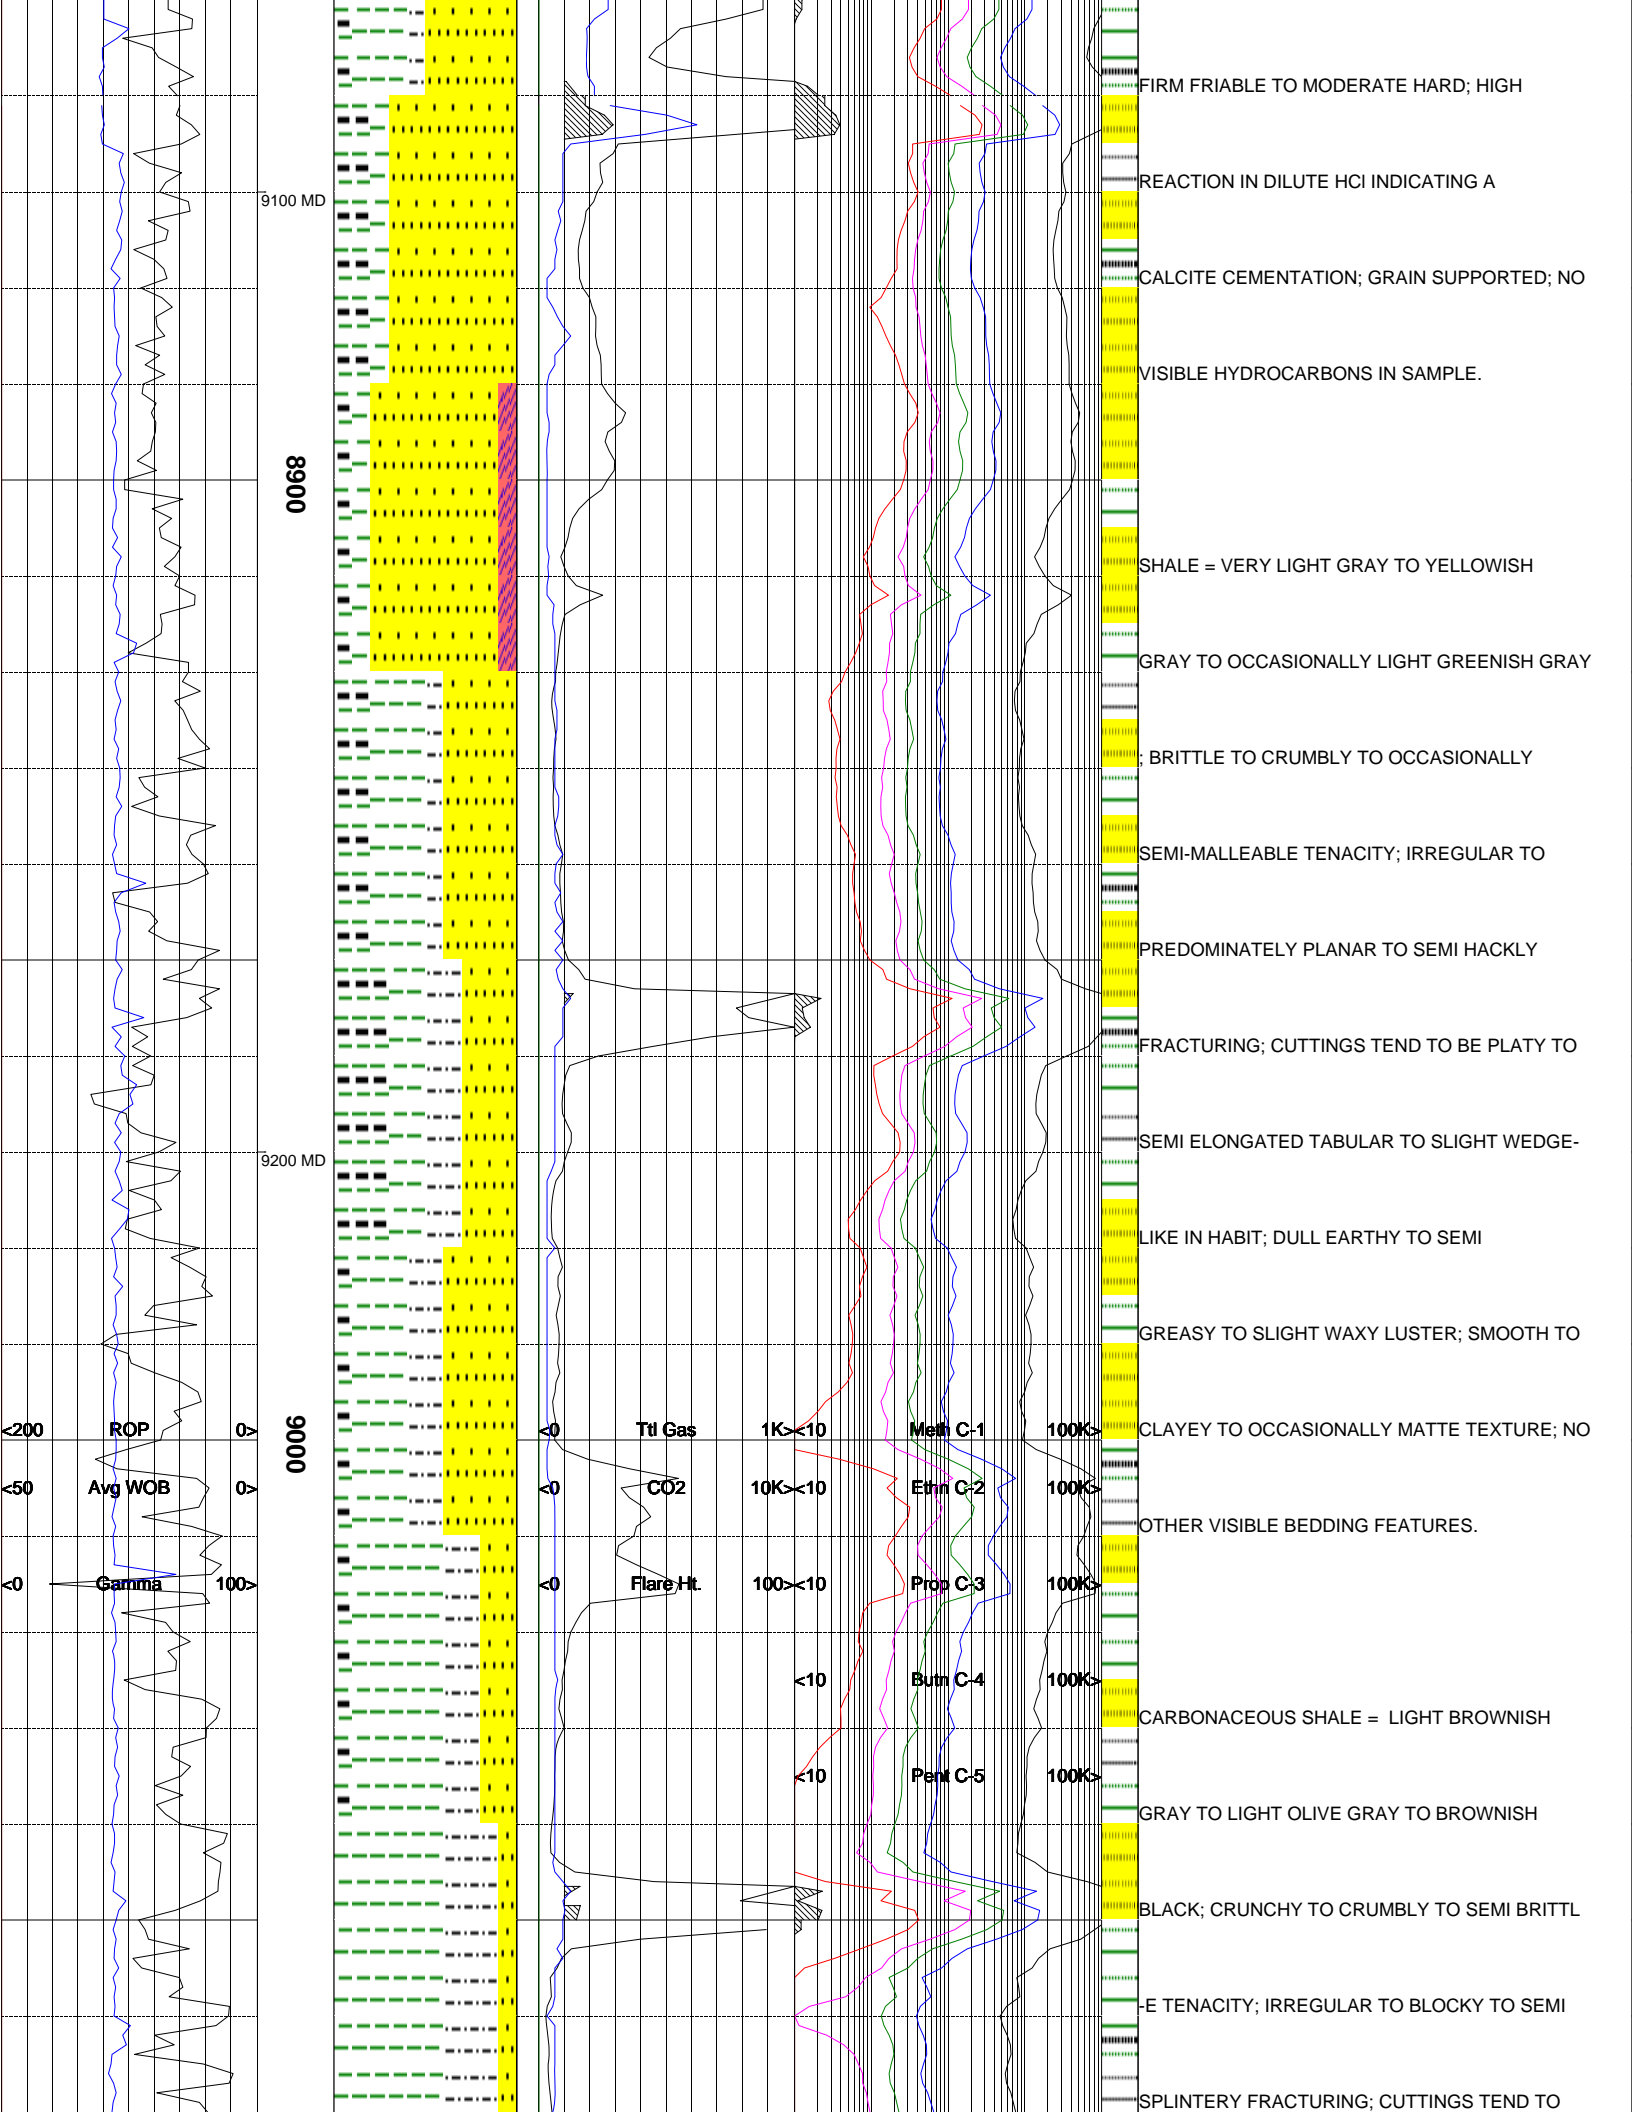 FIRM FRIABLE TO MODERATE HARD; HIGH
REACTION IN DILUTE HCl INDICATING A
9100 MD
CALCITE CEMENTATION; GRAIN SUPPORTED; NO
VISIBLE HYDROCARBONS IN SAMPLE.
8900
SHALE = VERY LIGHT GRAY TO YELLOWISH
GRAY TO OCCASIONALLY LIGHT GREENISH GRAY
; BRITTLE TO CRUMBLY TO OCCASIONALLY
SEMI-MALLEABLE TENACITY; IRREGULAR TO
PREDOMINATELY PLANAR TO SEMI HACKLY
FRACTURING; CUTTINGS TEND TO BE PLATY TO
SEMI ELONGATED TABULAR TO SLIGHT WEDGE-
9200 MD
LIKE IN HABIT; DULL EARTHY TO SEMI
GREASY TO SLIGHT WAXY LUSTER; SMOOTH TO
<200 ROP 0> <0 Ttl Gas 1K> <10 Meth C-1 100K> CLAYEY TO OCCASIONALLY MATTE TEXTURE; NO
9000
<50 Avg WOB 0> <0 CO2 10K> <10 Ethn C-2 100K>
OTHER VISIBLE BEDDING FEATURES.
<0 Gamma 100> <0 Flare Ht. 100> <10 Prop C-3 100K>
<10 Butn C-4 100K>
CARBONACEOUS SHALE = LIGHT BROWNISH
<10 Pent C-5 100K>
GRAY TO LIGHT OLIVE GRAY TO BROWNISH
BLACK; CRUNCHY TO CRUMBLY TO SEMI BRITTL
-E TENACITY; IRREGULAR TO BLOCKY TO SEMI
SPLINTERY FRACTURING; CUTTINGS TEND TO